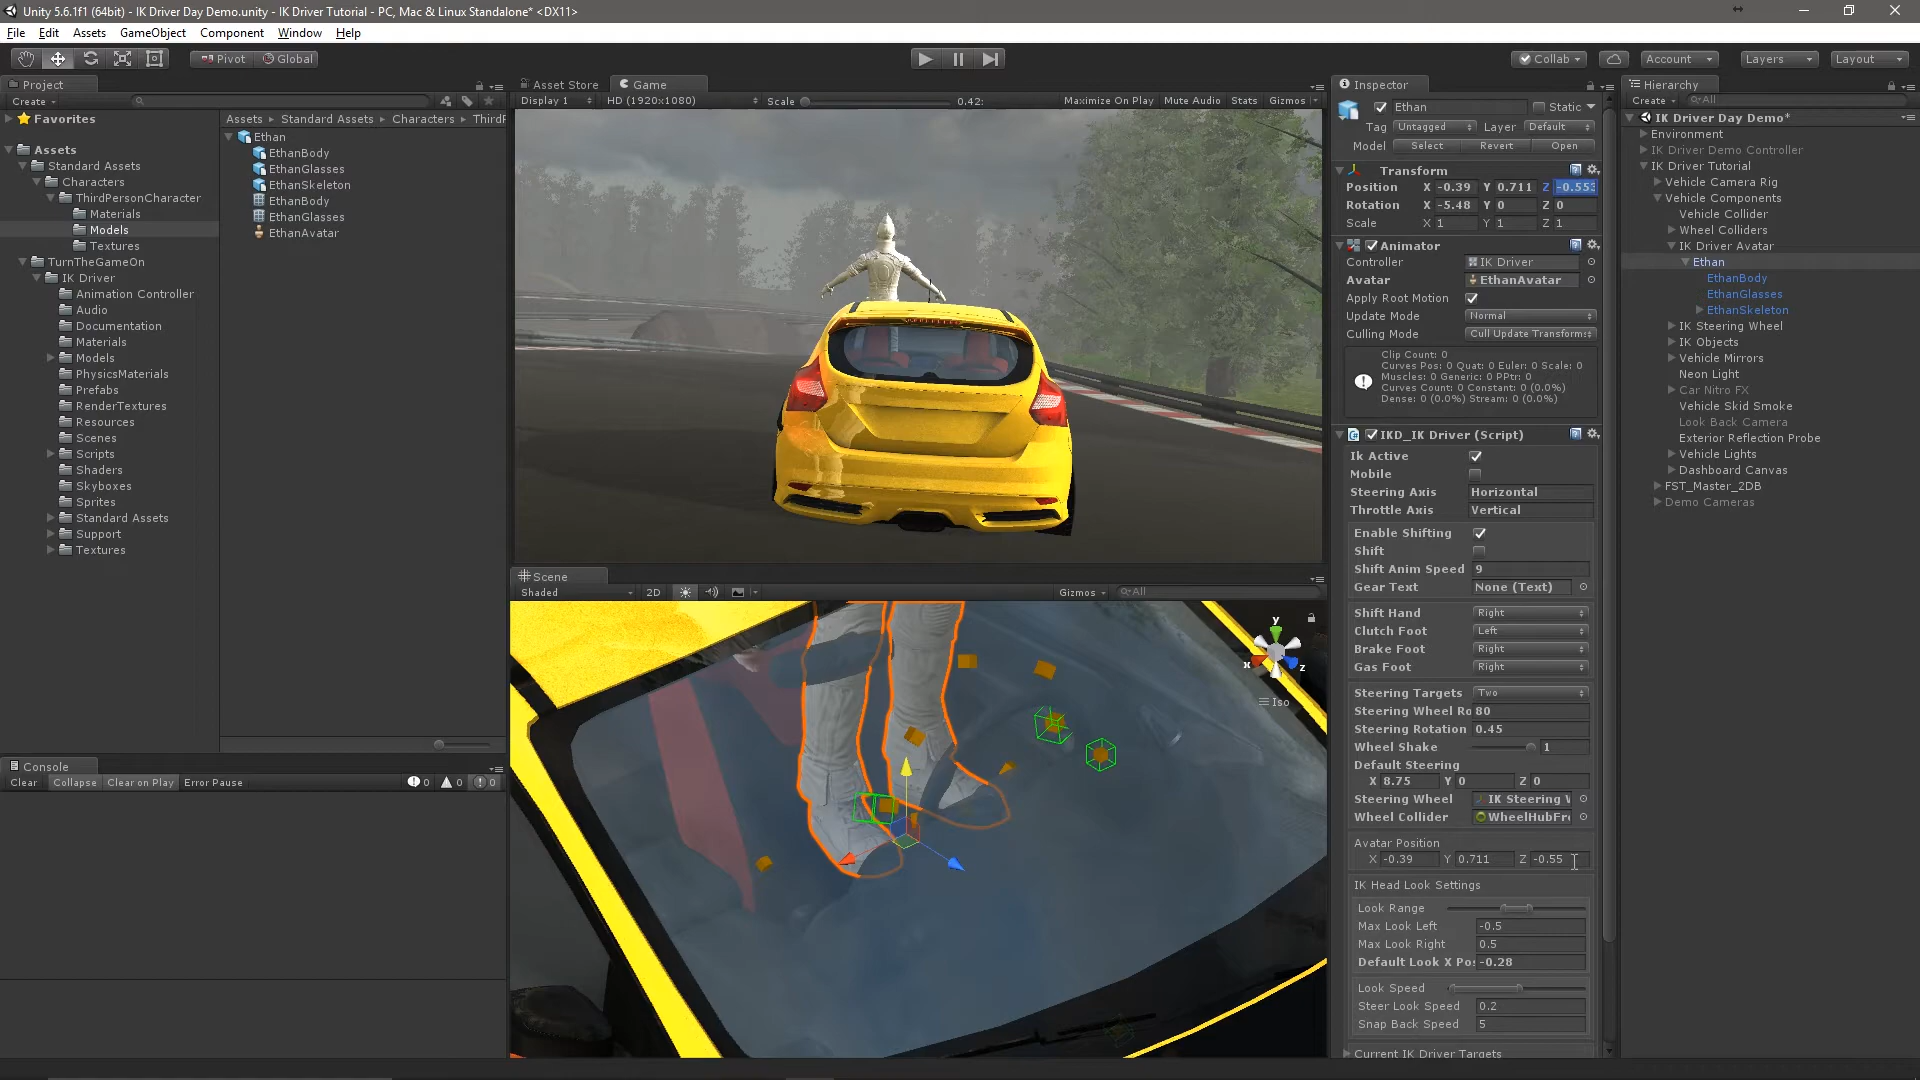 Unity 5.6.1f1 (64bit) - IK Driver Day Demo.unity - IK Driver Tutorial - PC, Mac & Linux Standalone* <DX11>
File Edit Assets GameObject Component Window Help
Pivot Global
Collab Account Layers Layout
Project
Create
Favorites
Assets
Standard Assets
Characters
ThirdPersonCharacter
Materials
Models
Textures
TurnTheGameOn
IK Driver
Animation Controller
Audio
Documentation
Materials
Models
PhysicsMaterials
Prefabs
RenderTextures
Resources
Scenes
Scripts
Shaders
Skyboxes
Sprites
Standard Assets
Support
Textures
Assets Standard Assets Characters ThirdP
Ethan
EthanBody
EthanGlasses
EthanSkeleton
EthanBody
EthanGlasses
EthanAvatar
Console
Clear Collapse Clear on Play Error Pause 0 0 0
Asset Store Game
Display 1 HD (1920x1080) Scale 0.42: Maximize On Play Mute Audio Stats Gizmos
Scene
Shaded 2D Gizmos All
y
x z
Iso
Inspector
Ethan Static
Tag Untagged Layer Default
Model Select Revert Open
Transform
Position X -0.39 Y 0.711 Z -0.553
Rotation X -5.48 Y 0 Z 0
Scale X 1 Y 1 Z 1
Animator
Controller IK Driver
Avatar EthanAvatar
Apply Root Motion
Update Mode Normal
Culling Mode Cull Update Transforms
Clip Count: 0
Curves Pos: 0 Quat: 0 Euler: 0 Scale: 0
Muscles: 0 Generic: 0 PPtr: 0
Curves Count: 0 Constant: 0 (0.0%)
Dense: 0 (0.0%) Stream: 0 (0.0%)
IKD_IK Driver (Script)
Ik Active
Mobile
Steering Axis Horizontal
Throttle Axis Vertical
Enable Shifting
Shift
Shift Anim Speed 9
Gear Text None (Text)
Shift Hand Right
Clutch Foot Left
Brake Foot Right
Gas Foot Right
Steering Targets Two
Steering Wheel Ro 80
Steering Rotation 0.45
Wheel Shake 1
Default Steering
X 8.75 Y 0 Z 0
Steering Wheel IK Steering W
Wheel Collider WheelHubFr
Avatar Position
X -0.39 Y 0.711 Z -0.55
IK Head Look Settings
Look Range
Max Look Left -0.5
Max Look Right 0.5
Default Look X Pos -0.28
Look Speed
Steer Look Speed 0.2
Snap Back Speed 5
Current IK Driver Targets
Hierarchy
Create All
IK Driver Day Demo*
Environment
IK Driver Demo Controller
IK Driver Tutorial
Vehicle Camera Rig
Vehicle Components
Vehicle Collider
Wheel Colliders
IK Driver Avatar
Ethan
EthanBody
EthanGlasses
EthanSkeleton
IK Steering Wheel
IK Objects
Vehicle Mirrors
Neon Light
Car Nitro FX
Vehicle Skid Smoke
Look Back Camera
Exterior Reflection Probe
Vehicle Lights
Dashboard Canvas
FST_Master_2DB
Demo Cameras